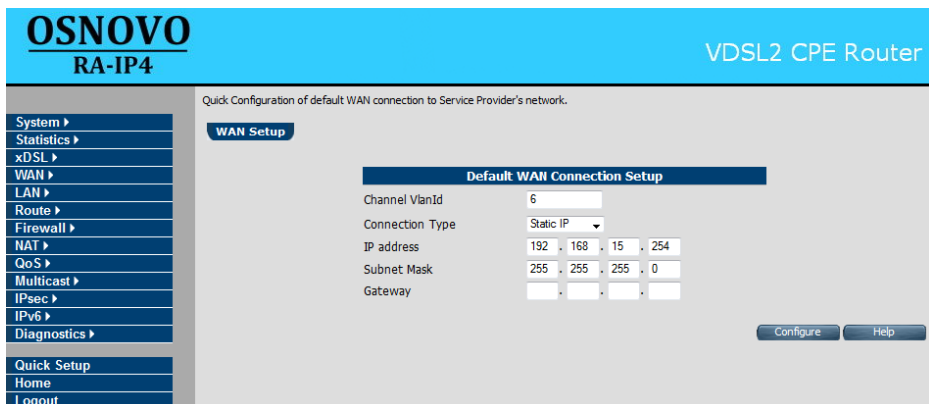 OSNOVO
RA-IP4
VDSL2 CPE Router
Quick Configuration of default WAN connection to Service Provider's network.
System
Statistics
xDSL
WAN
LAN
Route
Firewall
NAT
QoS
Multicast
IPsec
IPv6
Diagnostics
Quick Setup
Home
Logout
WAN Setup
Default WAN Connection Setup
Channel VlanId 6
Connection Type Static IP
IP address 192 . 168 . 15 . 254
Subnet Mask 255 . 255 . 255 . 0
Gateway . . .
Configure Help